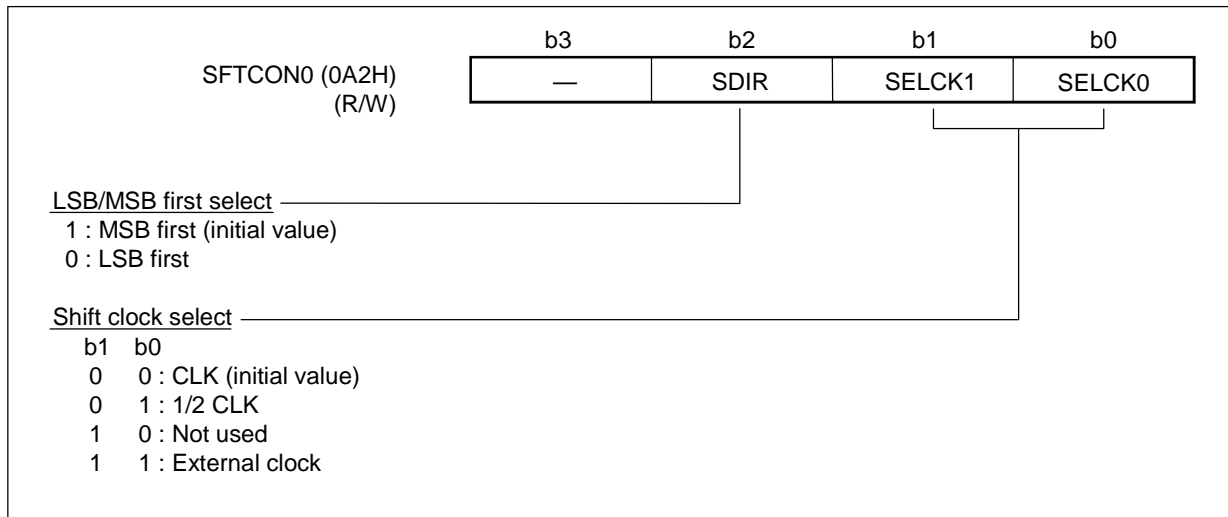 b3 b2 b1 b0
SFTCON0 (0A2H) — SDIR SELCK1 SELCK0
(R/W)
LSB/MSB first select
1 : MSB first (initial value)
0 : LSB first
Shift clock select
b1 b0
0 0 : CLK (initial value)
0 1 : 1/2 CLK
1 0 : Not used
1 1 : External clock